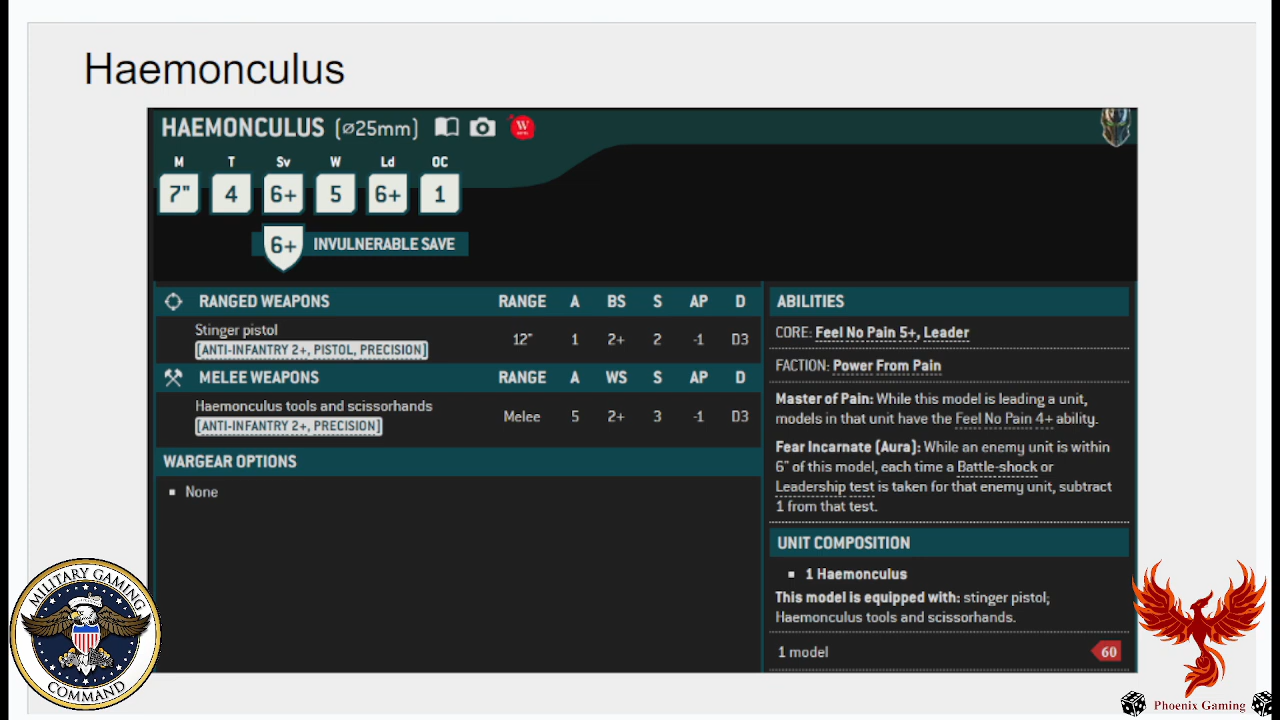 Haemonculus
HAEMONCULUS (⌀25mm)
M T Sv W Ld OC
7" 4 6+ 5 6+ 1
6+ INVULNERABLE SAVE
RANGED WEAPONS RANGE A BS S AP D
Stinger pistol
[ANTI-INFANTRY 2+, PISTOL, PRECISION] 12" 1 2+ 2 -1 D3
MELEE WEAPONS RANGE A WS S AP D
Haemonculus tools and scissorhands
[ANTI-INFANTRY 2+, PRECISION] Melee 5 2+ 3 -1 D3
WARGEAR OPTIONS
▪ None
ABILITIES
CORE: Feel No Pain 5+, Leader
FACTION: Power From Pain
Master of Pain: While this model is leading a unit,
models in that unit have the Feel No Pain 4+ ability.
Fear Incarnate (Aura): While an enemy unit is within
6" of this model, each time a Battle-shock or
Leadership test is taken for that enemy unit, subtract
1 from that test.
UNIT COMPOSITION
▪ 1 Haemonculus
This model is equipped with: stinger pistol;
Haemonculus tools and scissorhands.
1 model 60
MILITARY GAMING
COMMAND
Phoenix Gaming